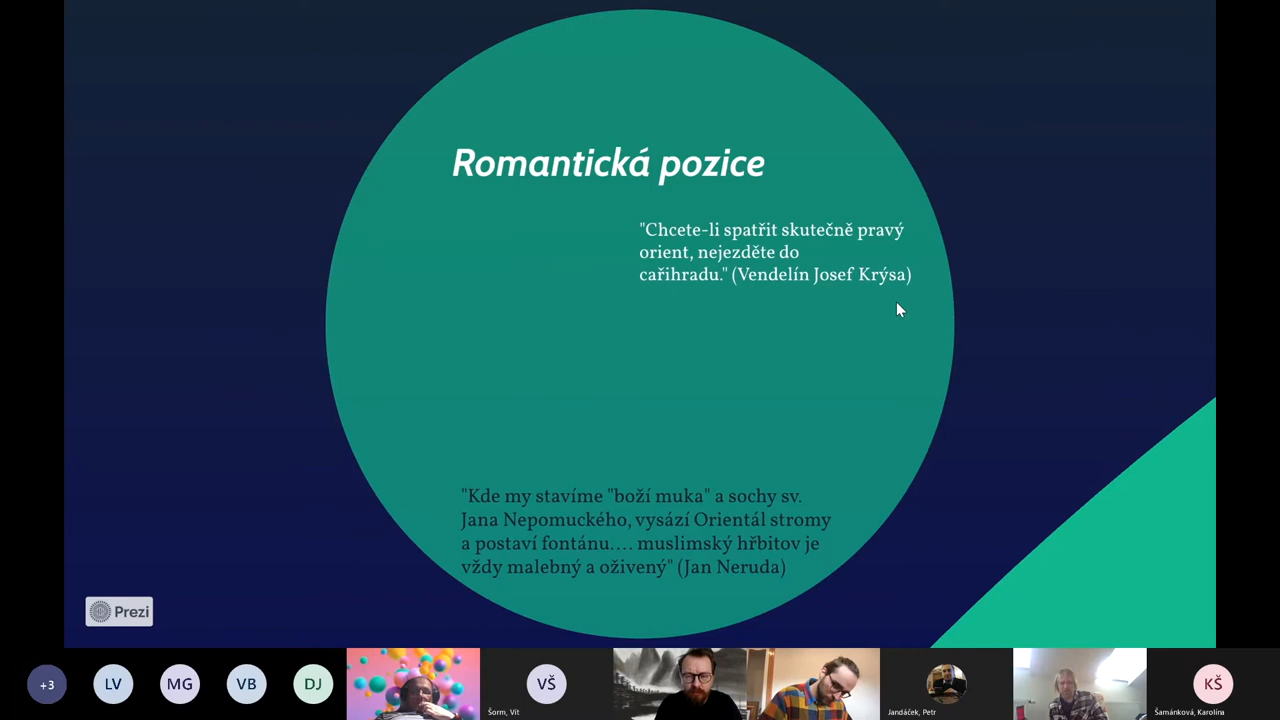 Romantická pozice
"Chcete-li spatřit skutečně pravý
orient, nejezděte do
cařihradu." (Vendelín Josef Krýsa)
"Kde my stavíme "boží muka" a sochy sv.
Jana Nepomuckého, vysází Orientál stromy
a postaví fontánu.... muslimský hřbitov je
vždy malebný a oživený" (Jan Neruda)
Prezi
+3
LV
MG
VB
DJ
VŠ
Šorm, Vít
Jandáček, Petr
KŠ
Šamánková, Karolína